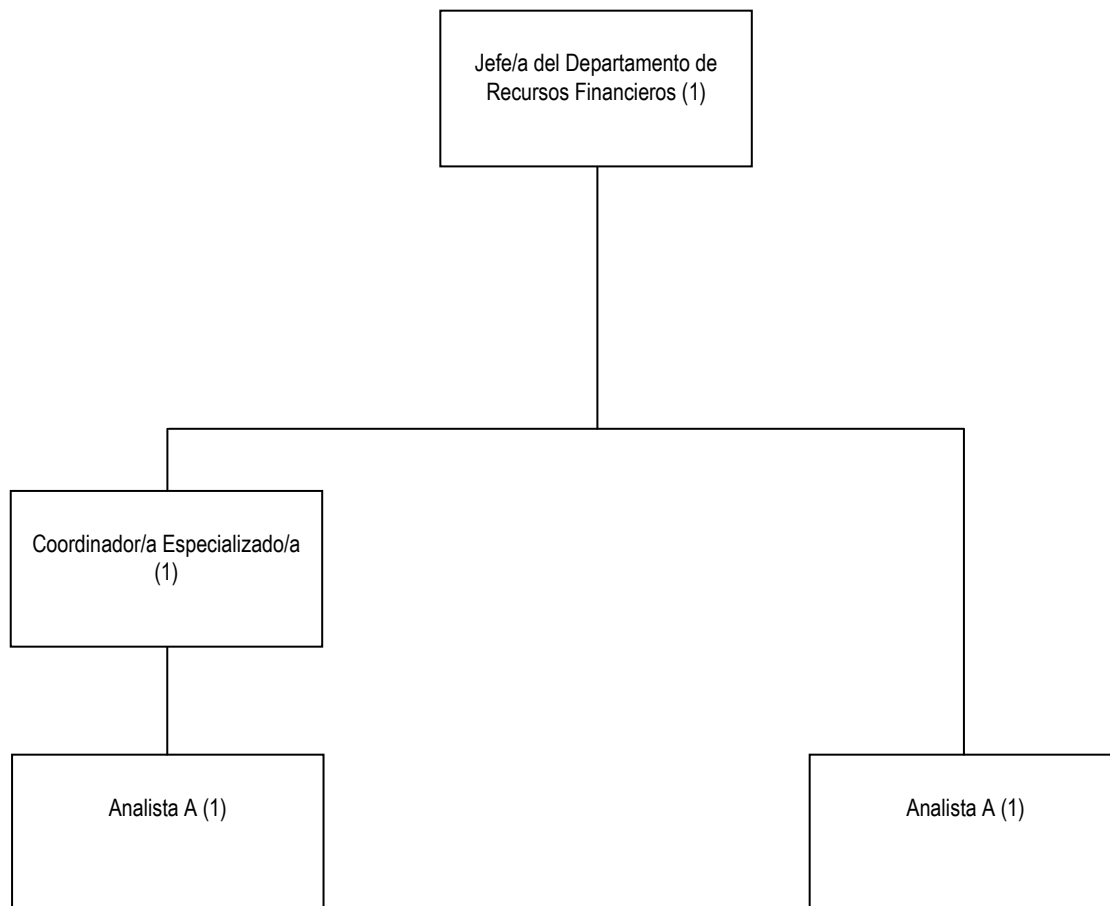 Jefe/a del Departamento de
Recursos Financieros (1)
Coordinador/a Especializado/a
(1)
Analista A (1)
Analista A (1)